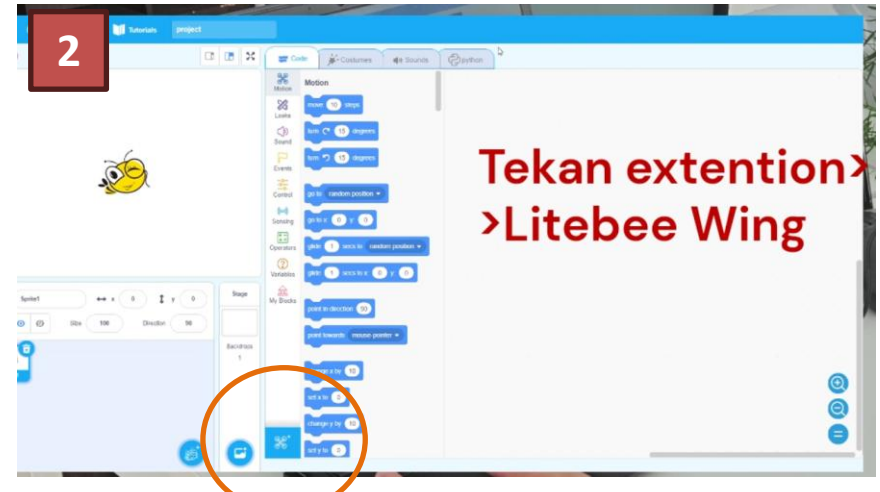 2
Tutorials project
Code Costumes Sounds python
Motion
Motion
Looks
Sound
Events
Control
Sensing
Operators
Variables
My Blocks
move 10 steps
turn 15 degrees
turn 15 degrees
go to random position
go to x 0 y 0
glide 1 secs to random position
glide 1 secs to x 0 y 0
point in direction 90
point towards mouse-pointer
x by 10
set x to 0
change y by 10
set y to 0
Tekan extention>
>Litebee Wing
Sprite1 x 0 y 0
Size 100 Direction 90
Stage
Backdrops
1